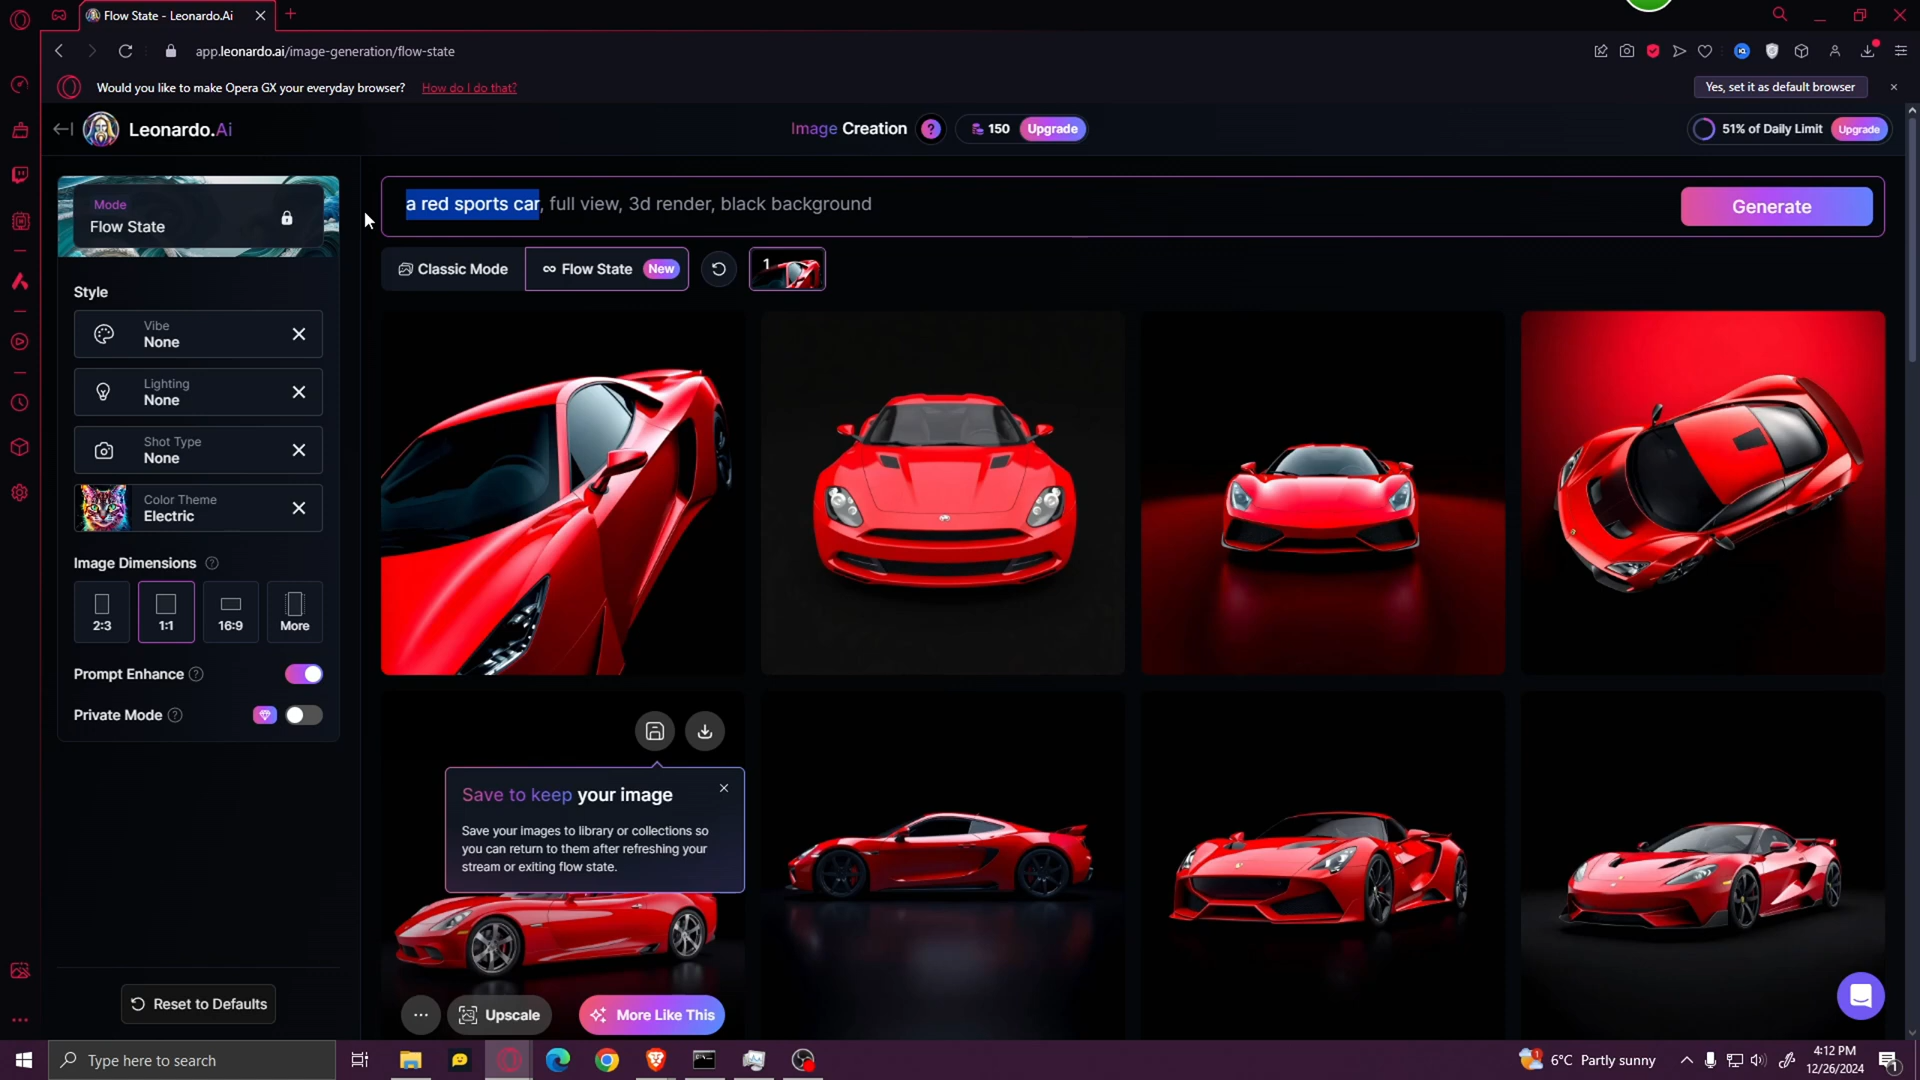 Flow State - Leonardo.Ai
app.leonardo.ai/image-generation/flow-state
Would you like to make Opera GX your everyday browser? How do I do that?
Yes, set it as default browser
Leonardo.Ai
Image Creation ? 150 Upgrade
51% of Daily Limit Upgrade
Mode
Flow State
a red sports car, full view, 3d render, black background
Generate
Classic Mode
Flow State New
1
Style
Vibe
None
Lighting
None
Shot Type
None
Color Theme
Electric
Image Dimensions ?
2:3
1:1
16:9
More
Prompt Enhance ?
Private Mode ?
Save to keep your image
Save your images to library or collections so
you can return to them after refreshing your
stream or exiting flow state.
Reset to Defaults
Upscale
More Like This
Type here to search
1
6°C Partly sunny
4:12 PM
12/26/2024
1